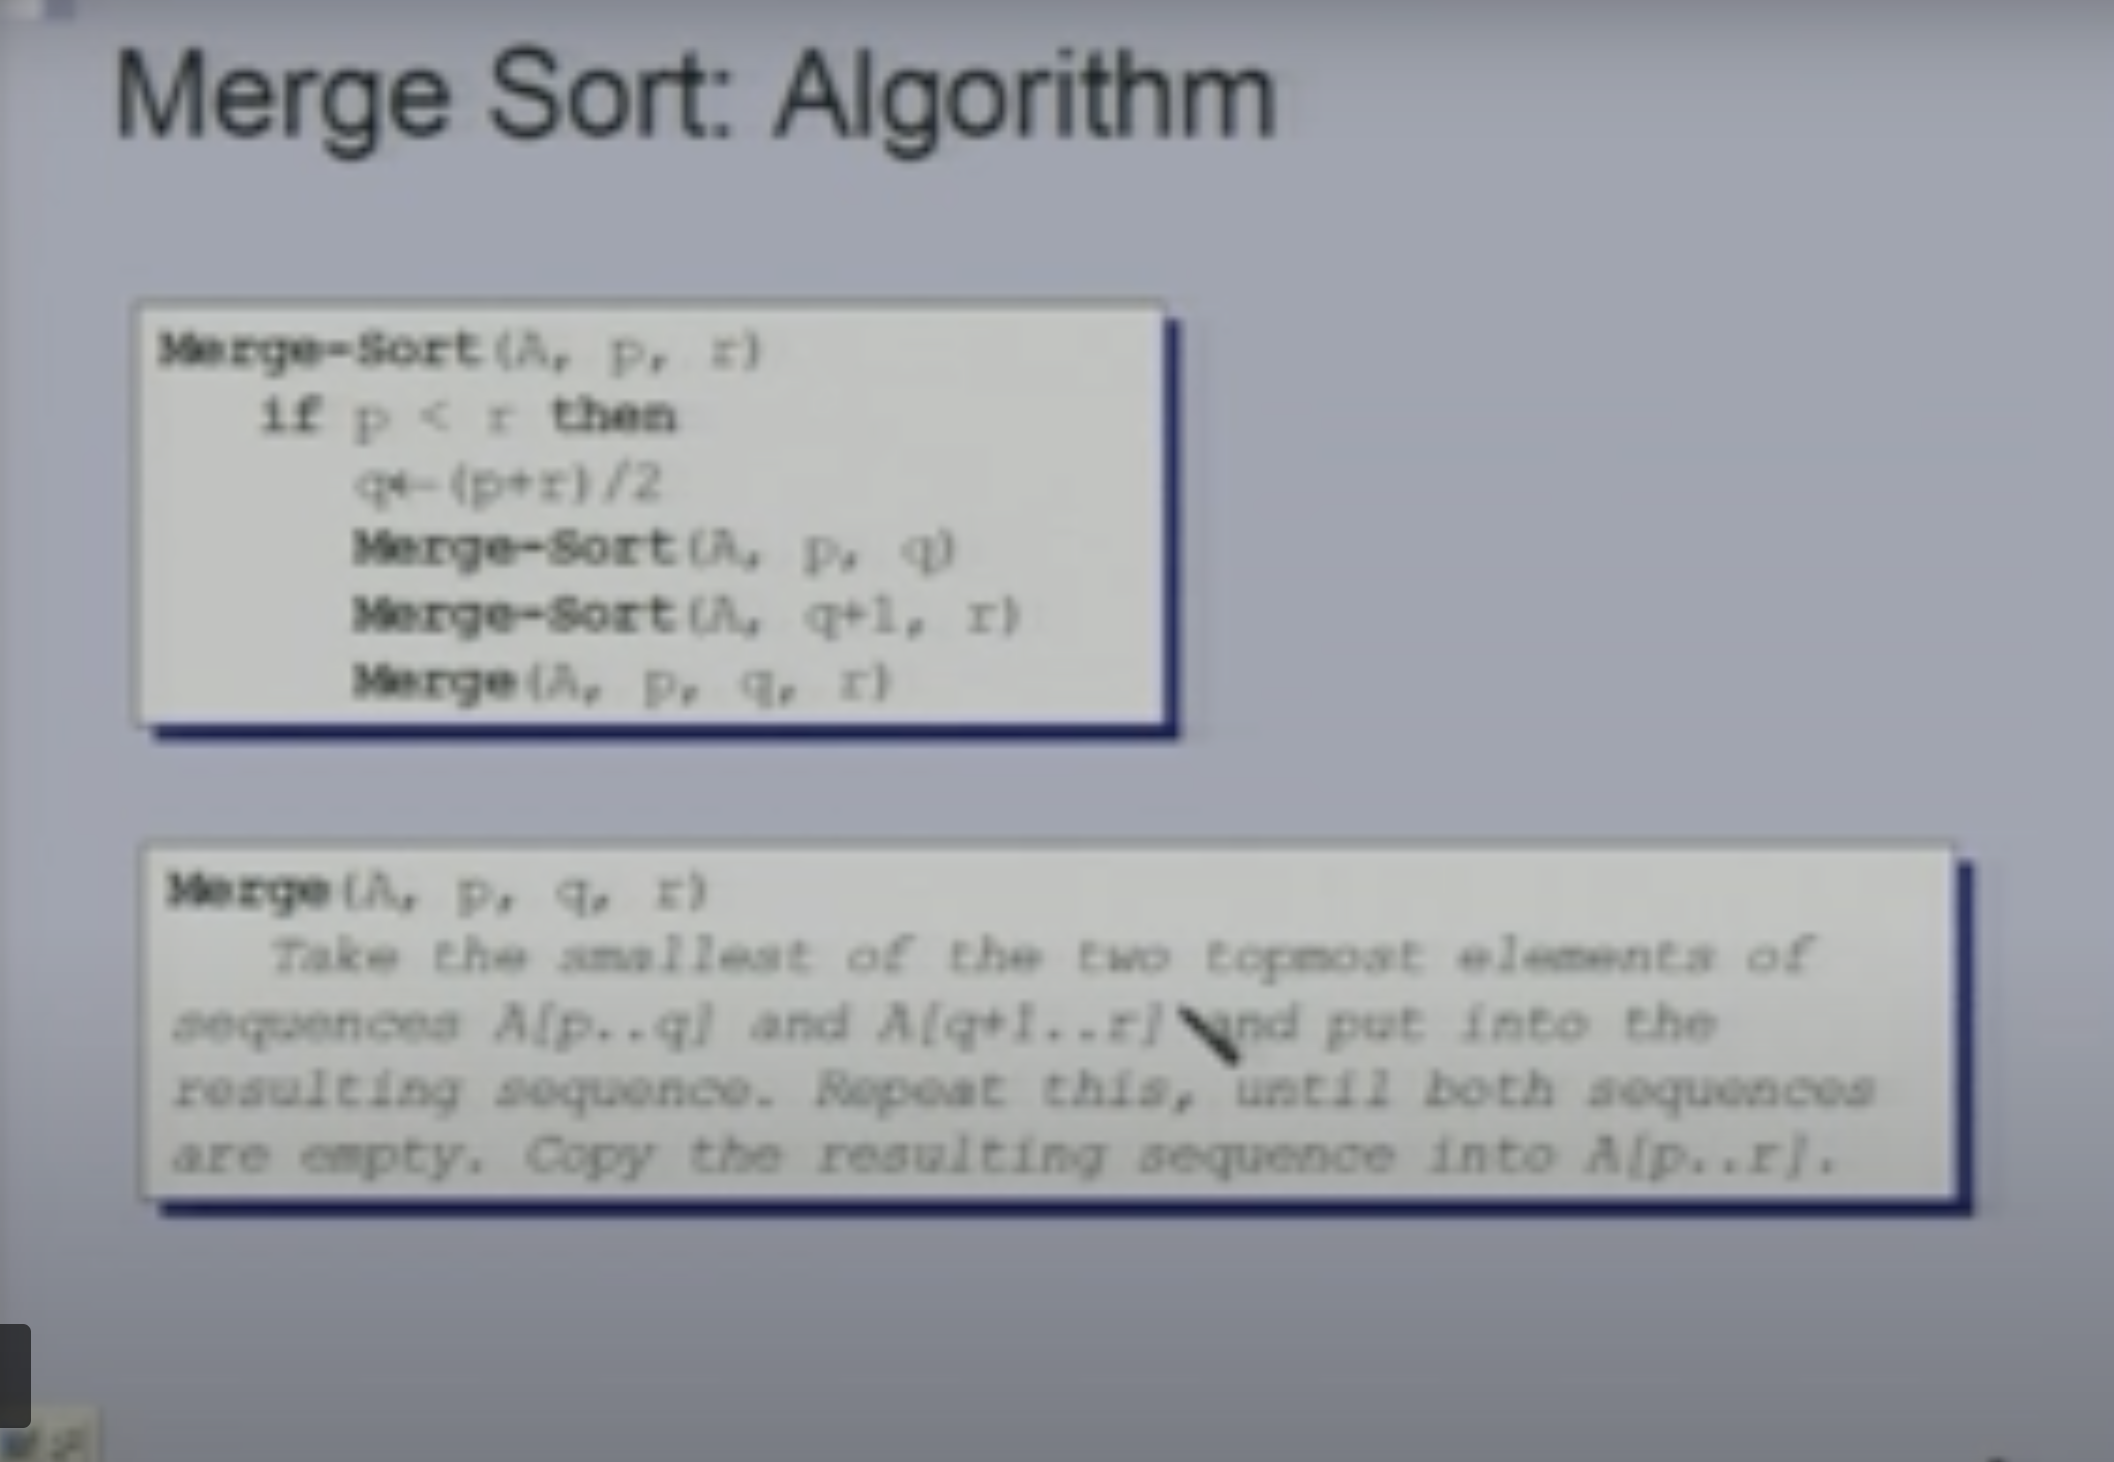 Merge Sort: Algorithm
Merge-Sort(A, p, r)
if p < r then
q←(p+r)/2
Merge-Sort(A, p, q)
Merge-Sort(A, q+1, r)
Merge(A, p, q, r)
Merge(A, p, q, r)
Take the smallest of the two topmost elements of
sequences A[p..q] and A[q+1..r] and put into the
resulting sequence. Repeat this, until both sequences
are empty. Copy the resulting sequence into A[p..r].